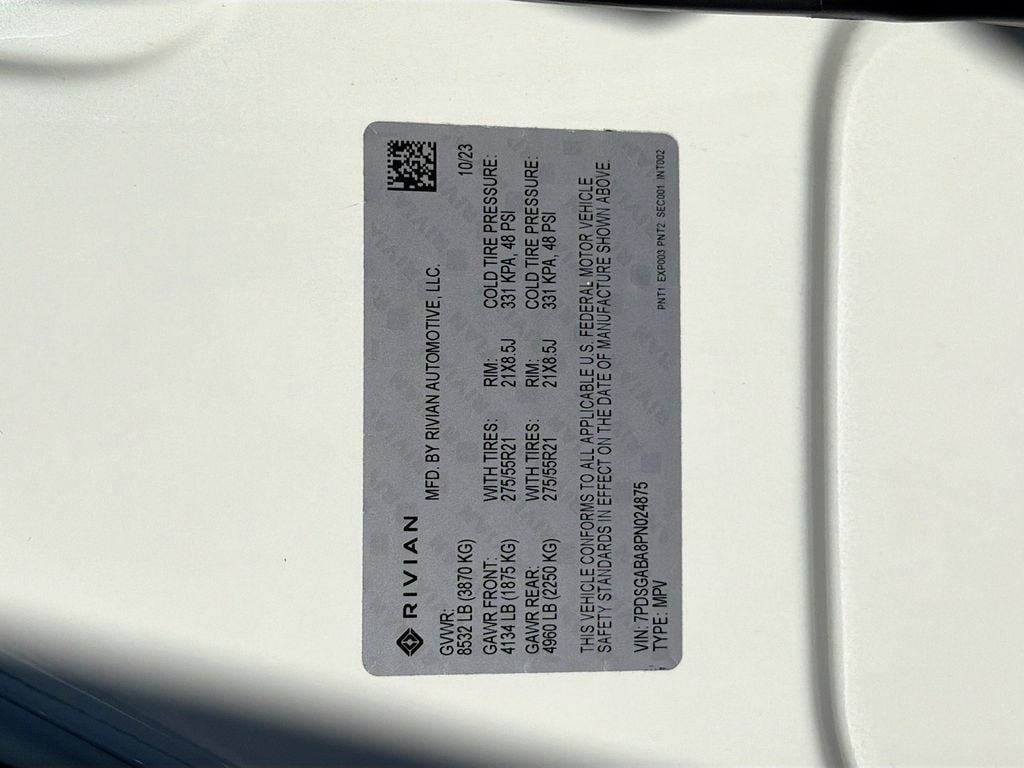 RIVIAN
MFD. BY RIVIAN AUTOMOTIVE, LLC.
10/23
GVWR:
8532 LB (3870 KG)
GAWR FRONT: WITH TIRES: RIM: COLD TIRE PRESSURE:
4134 LB (1875 KG) 275/55R21 21X8.5J 331 KPA, 48 PSI
GAWR REAR: WITH TIRES: RIM: COLD TIRE PRESSURE:
4960 LB (2250 KG) 275/55R21 21X8.5J 331 KPA, 48 PSI
THIS VEHICLE CONFORMS TO ALL APPLICABLE U.S. FEDERAL MOTOR VEHICLE
SAFETY STANDARDS IN EFFECT ON THE DATE OF MANUFACTURE SHOWN ABOVE.
VIN: 7PDSGABA8PN024875
TYPE: MPV
PNT1: EXP003 PNT2: SEC001 INT002